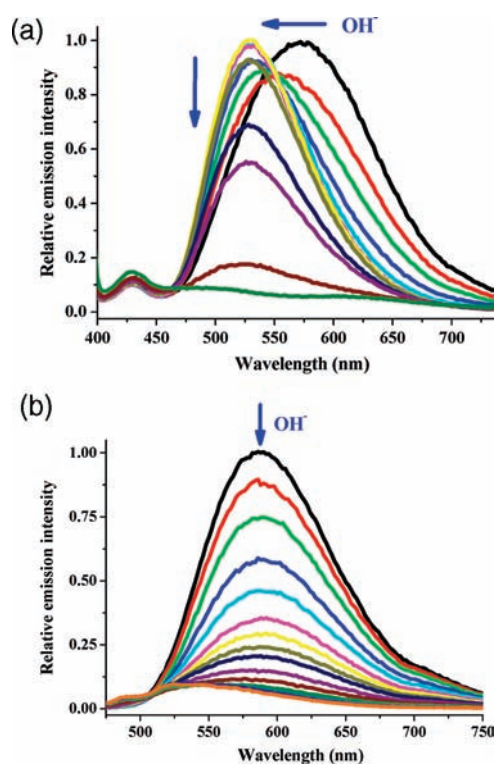 (a)
OH-
Relative emission intensity
1.0
0.8
0.6
0.4
0.2
0.0
400 450 500 550 600 650 700
Wavelength (nm)
(b)
OH-
Relative emission intensity
1.00
0.75
0.50
0.25
0.00
500 550 600 650 700 750
Wavelength (nm)